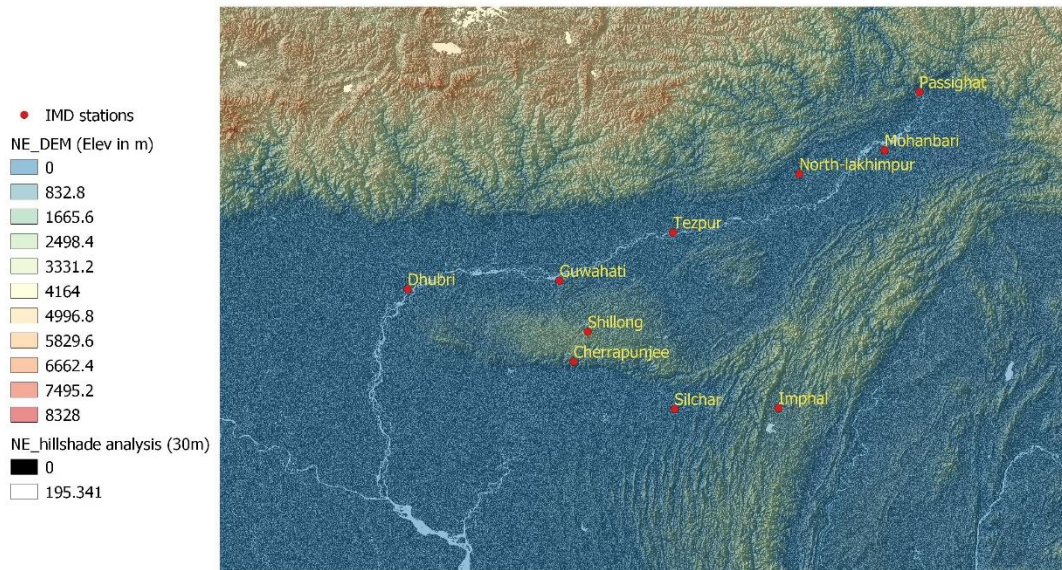 IMD stations
NE_DEM (Elev in m)
0
832.8
1665.6
2498.4
3331.2
4164
4996.8
5829.6
6662.4
7495.2
8328
NE_hillshade analysis (30m)
0
195.341
Passighat
Mohanbari
North-lakhimpur
Tezpur
Guwahati
Dhubri
Shillong
Cherrapunjee
Silchar
Imphal